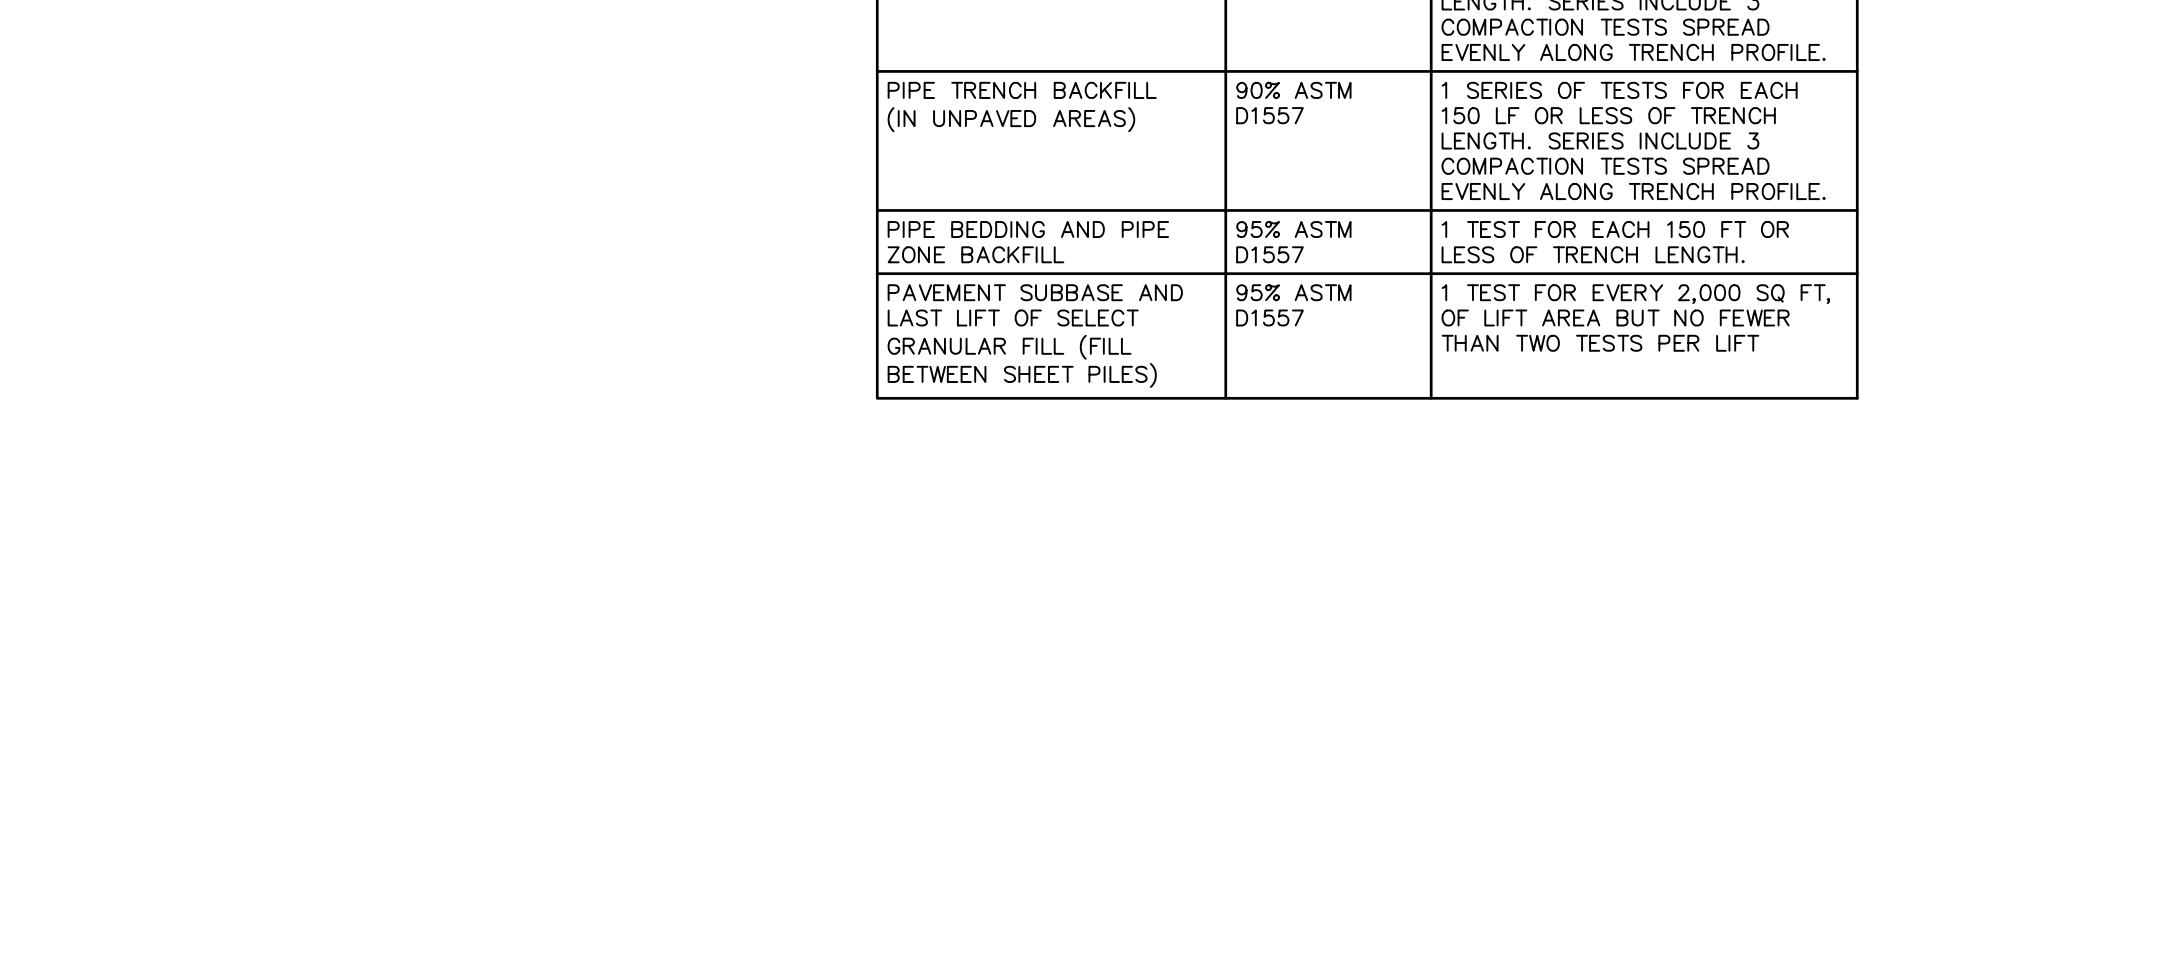 LENGTH. SERIES INCLUDE 3
COMPACTION TESTS SPREAD
EVENLY ALONG TRENCH PROFILE.
PIPE TRENCH BACKFILL
(IN UNPAVED AREAS)
90% ASTM
D1557
1 SERIES OF TESTS FOR EACH
150 LF OR LESS OF TRENCH
LENGTH. SERIES INCLUDE 3
COMPACTION TESTS SPREAD
EVENLY ALONG TRENCH PROFILE.
PIPE BEDDING AND PIPE
ZONE BACKFILL
95% ASTM
D1557
1 TEST FOR EACH 150 FT OR
LESS OF TRENCH LENGTH.
PAVEMENT SUBBASE AND
LAST LIFT OF SELECT
GRANULAR FILL (FILL
BETWEEN SHEET PILES)
95% ASTM
D1557
1 TEST FOR EVERY 2,000 SQ FT,
OF LIFT AREA BUT NO FEWER
THAN TWO TESTS PER LIFT